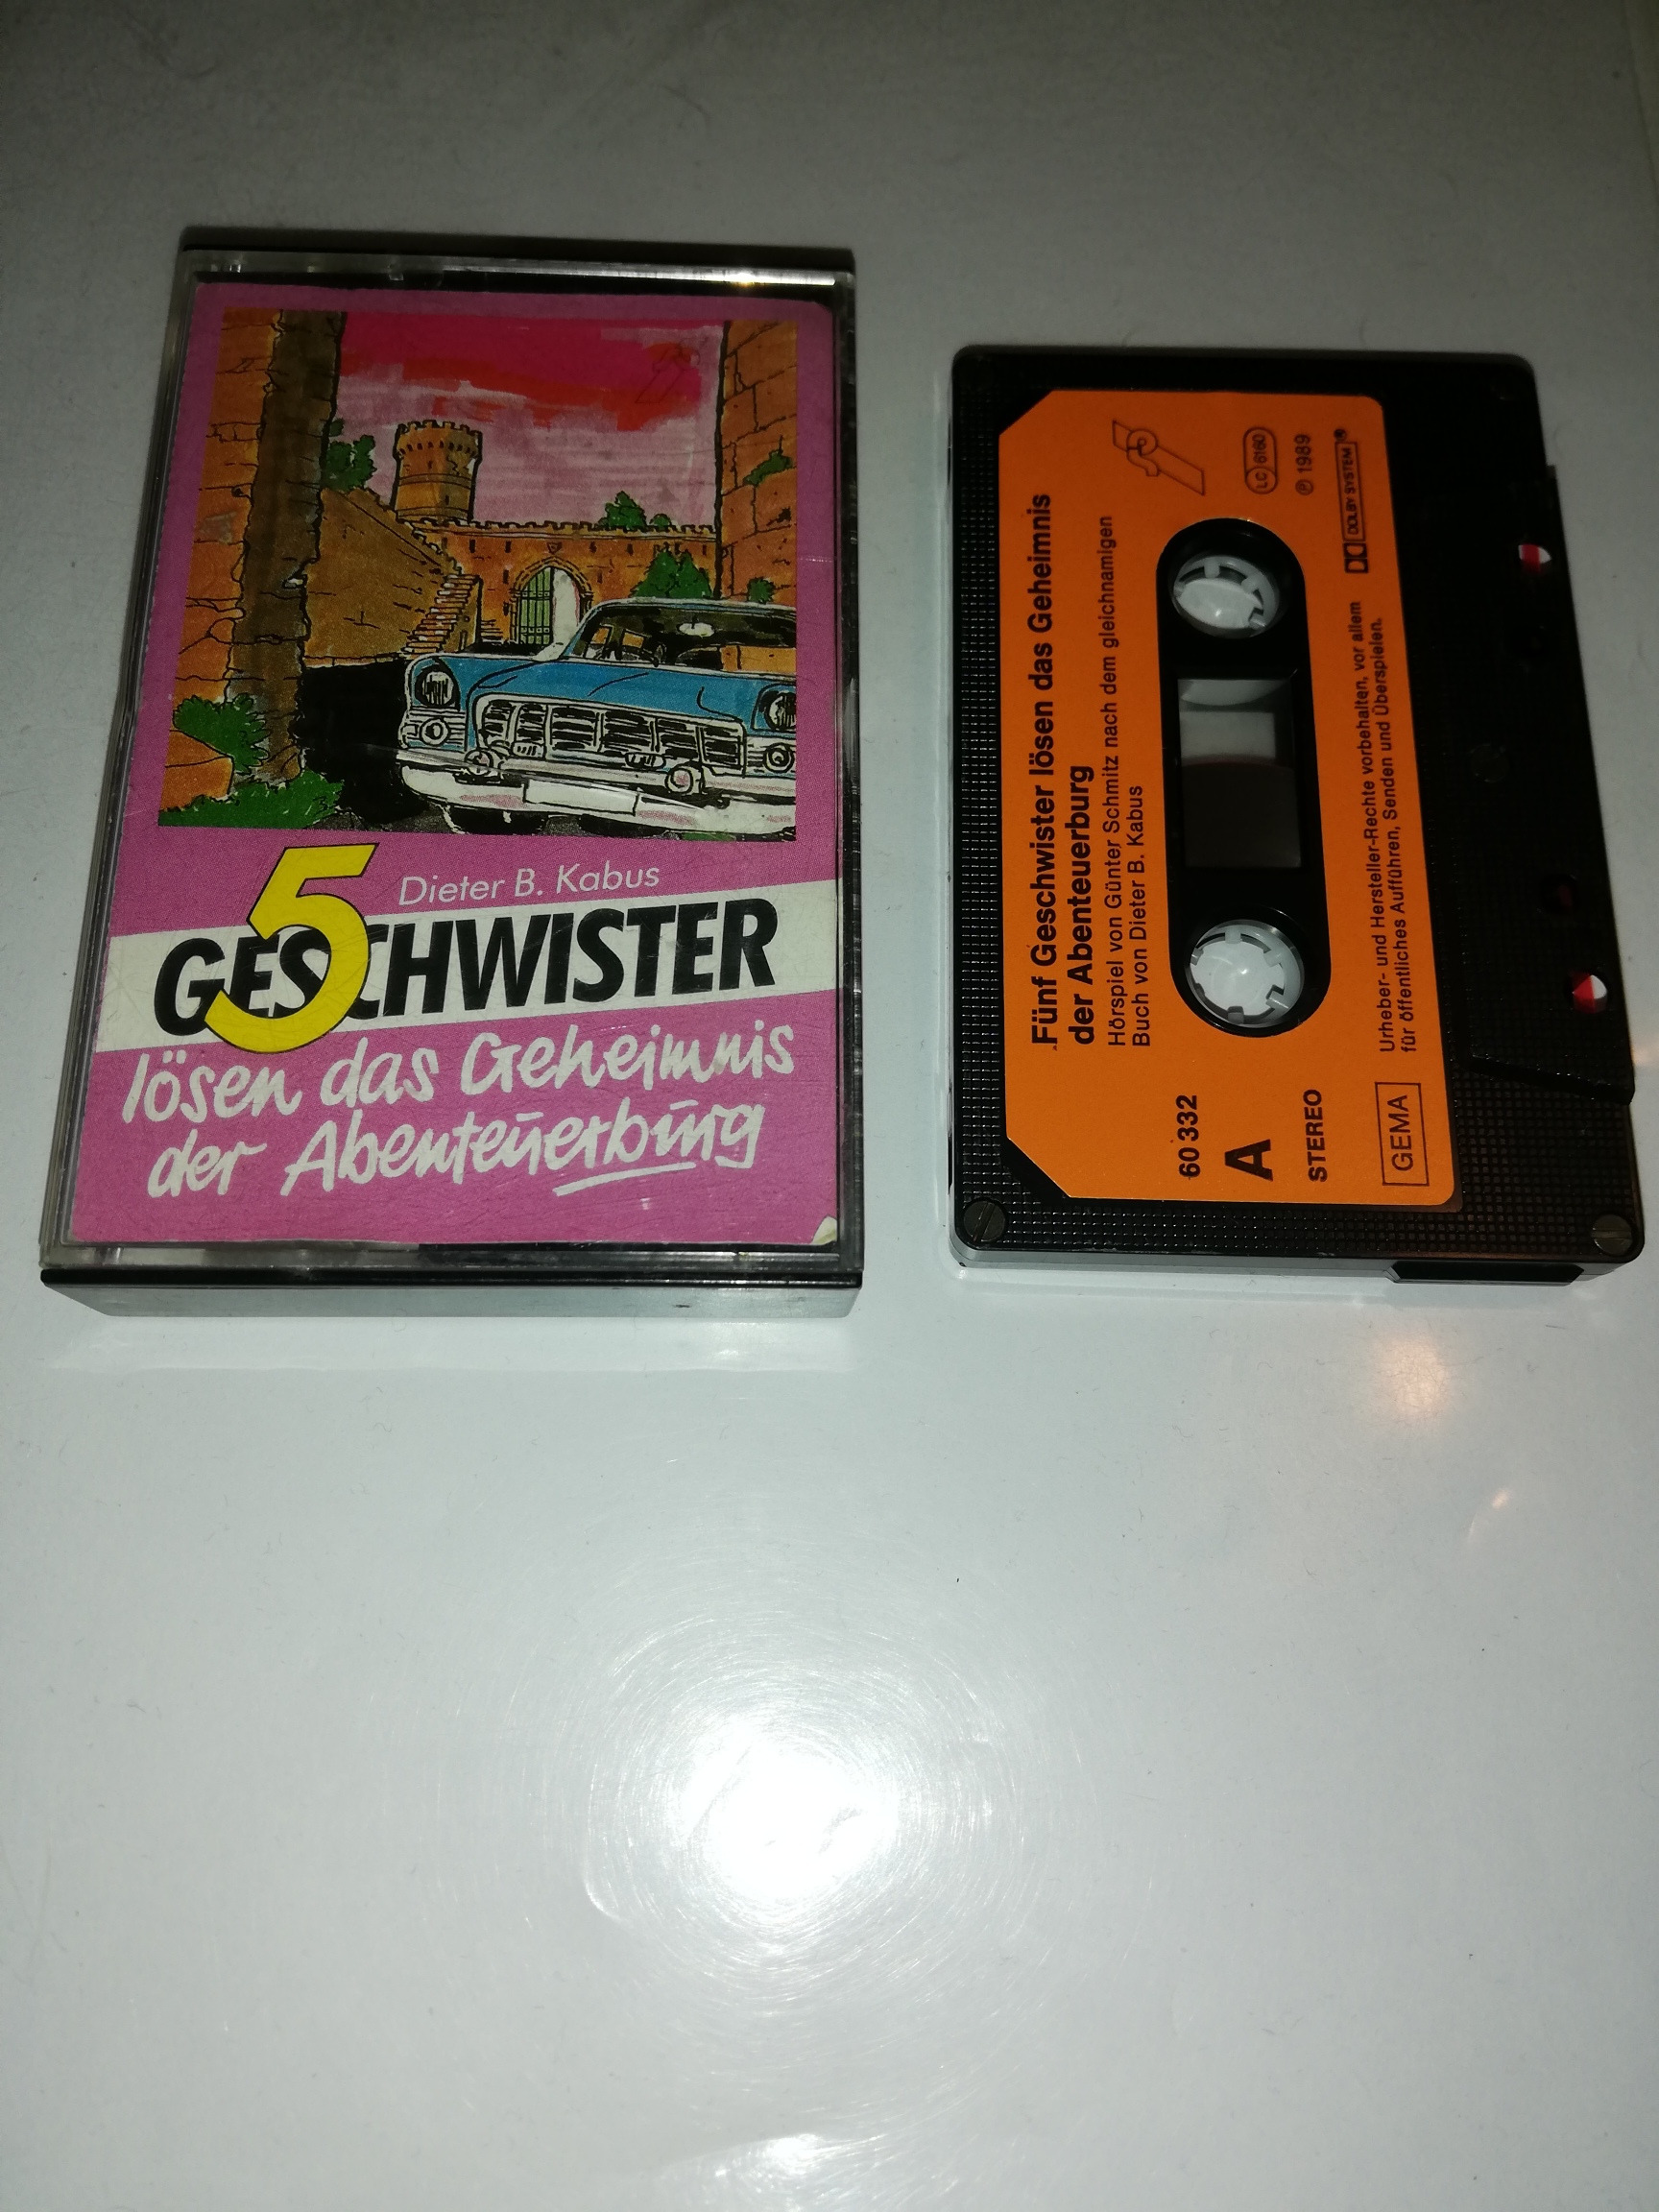 Dieter B. Kabus
5
GESCHWISTER
lösen das Geheimnis
der Abenteuerburg
Fünf Geschwister lösen das Geheimnis
der Abenteuerburg
Hörspiel von Günter Schmitz nach dem gleichnamigen
Buch von Dieter B. Kabus
60 332
A
STEREO
GEMA
LC 6160
℗ 1989
DOLBY SYSTEM®
Urheber- und Hersteller-Rechte vorbehalten, vor allem
für öffentliches Aufführen, Senden und Überspielen.